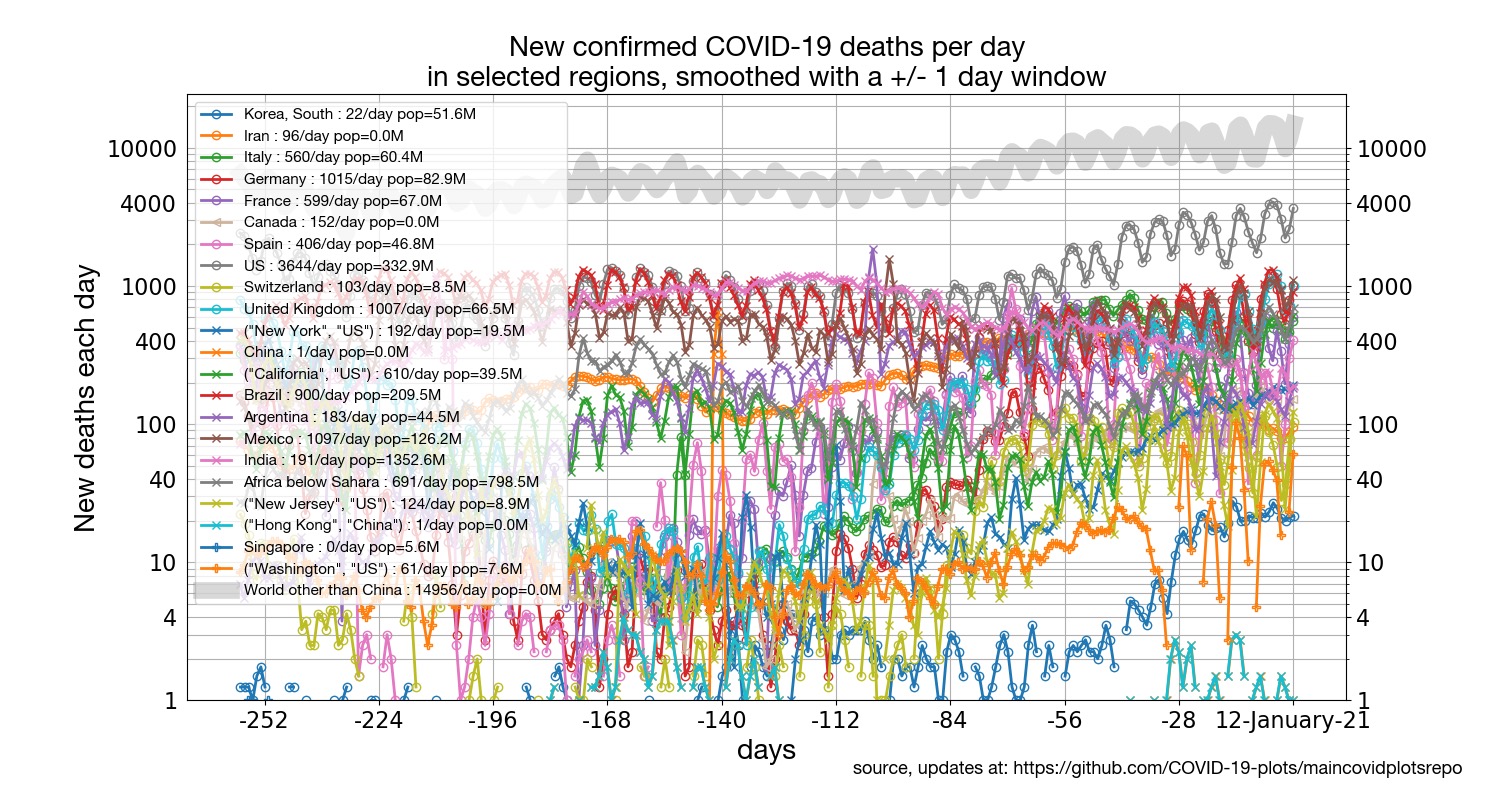 New confirmed COVID-19 deaths per day
in selected regions, smoothed with a +/- 1 day window
Korea, South : 22/day pop=51.6M
Iran : 96/day pop=0.0M
Italy : 560/day pop=60.4M
Germany : 1015/day pop=82.9M
France : 599/day pop=67.0M
Canada : 152/day pop=0.0M
Spain : 406/day pop=46.8M
US : 3644/day pop=332.9M
Switzerland : 103/day pop=8.5M
United Kingdom : 1007/day pop=66.5M
("New York", "US") : 192/day pop=19.5M
China : 1/day pop=0.0M
("California", "US") : 610/day pop=39.5M
Brazil : 900/day pop=209.5M
Argentina : 183/day pop=44.5M
Mexico : 1097/day pop=126.2M
India : 191/day pop=1352.6M
Africa below Sahara : 691/day pop=798.5M
("New Jersey", "US") : 124/day pop=8.9M
("Hong Kong", "China") : 1/day pop=0.0M
Singapore : 0/day pop=5.6M
("Washington", "US") : 61/day pop=7.6M
World other than China : 14956/day pop=0.0M
New deaths each day
10000
4000
1000
400
100
40
10
4
1
10000
4000
1000
400
100
40
10
4
1
-252 -224 -196 -168 -140 -112 -84 -56 -28 12-January-21
days
source, updates at: https://github.com/COVID-19-plots/maincovidplotsrepo